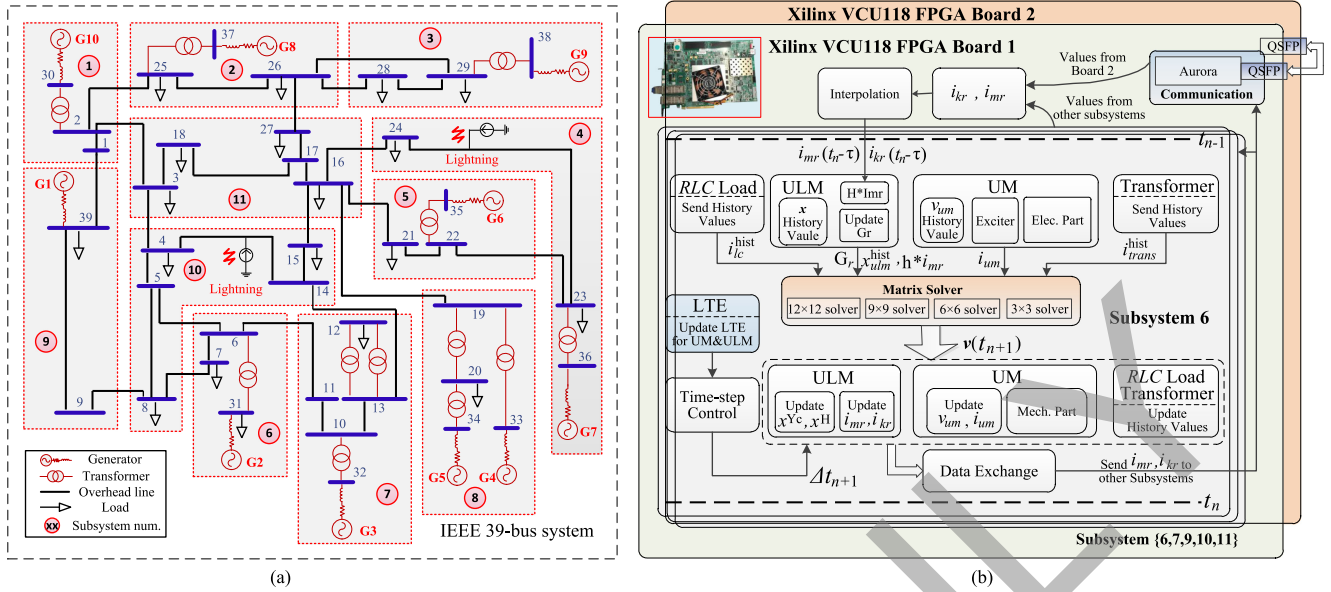 G10
30
1
2
1
25
37
G8
2
26
3
38
28
29
G9
18
27
17
3
11
24
16
Lightning
4
G1
39
5
35
G6
21
22
4
10
5
Lightning
15
14
23
36
G7
9
9
8
6
7
31
G2
6
12
11
13
10
32
G3
7
19
20
34
33
G5
G4
8
Generator
Transformer
Overhead line
Load
xx Subsystem num.
IEEE 39-bus system
(a)
Xilinx VCU118 FPGA Board 2
Xilinx VCU118 FPGA Board 1
QSFP
Aurora
QSFP
Communication
Values from
Board 2
Interpolation
i_kr , i_mr
Values from
other subsystems
t_n-1
i_mr (t_n-τ) i_kr (t_n-τ)
RLC Load
Send History
Values
ULM
x
History
Vaule
H*Imr
Update
Gr
UM
v_um
History
Vaule
Exciter
Elec. Part
Transformer
Send History
Values
i_lc^hist
G_r x_ulm^hist , h*i_mr
i_um
i_trans^hist
Matrix Solver
12×12 solver
9×9 solver
6×6 solver
3×3 solver
LTE
Update LTE
for UM&ULM
Subsystem 6
v(t_n+1)
Time-step
Control
ULM
Update
x^Yc, x^H
Update
i_mr, i_kr
UM
Update
v_um , i_um
Mech. Part
RLC Load
Transformer
Update
History Values
Data Exchange
Send i_mr, i_kr to
other Subsystems
Δt_n+1
t_n
Subsystem {6,7,9,10,11}
(b)